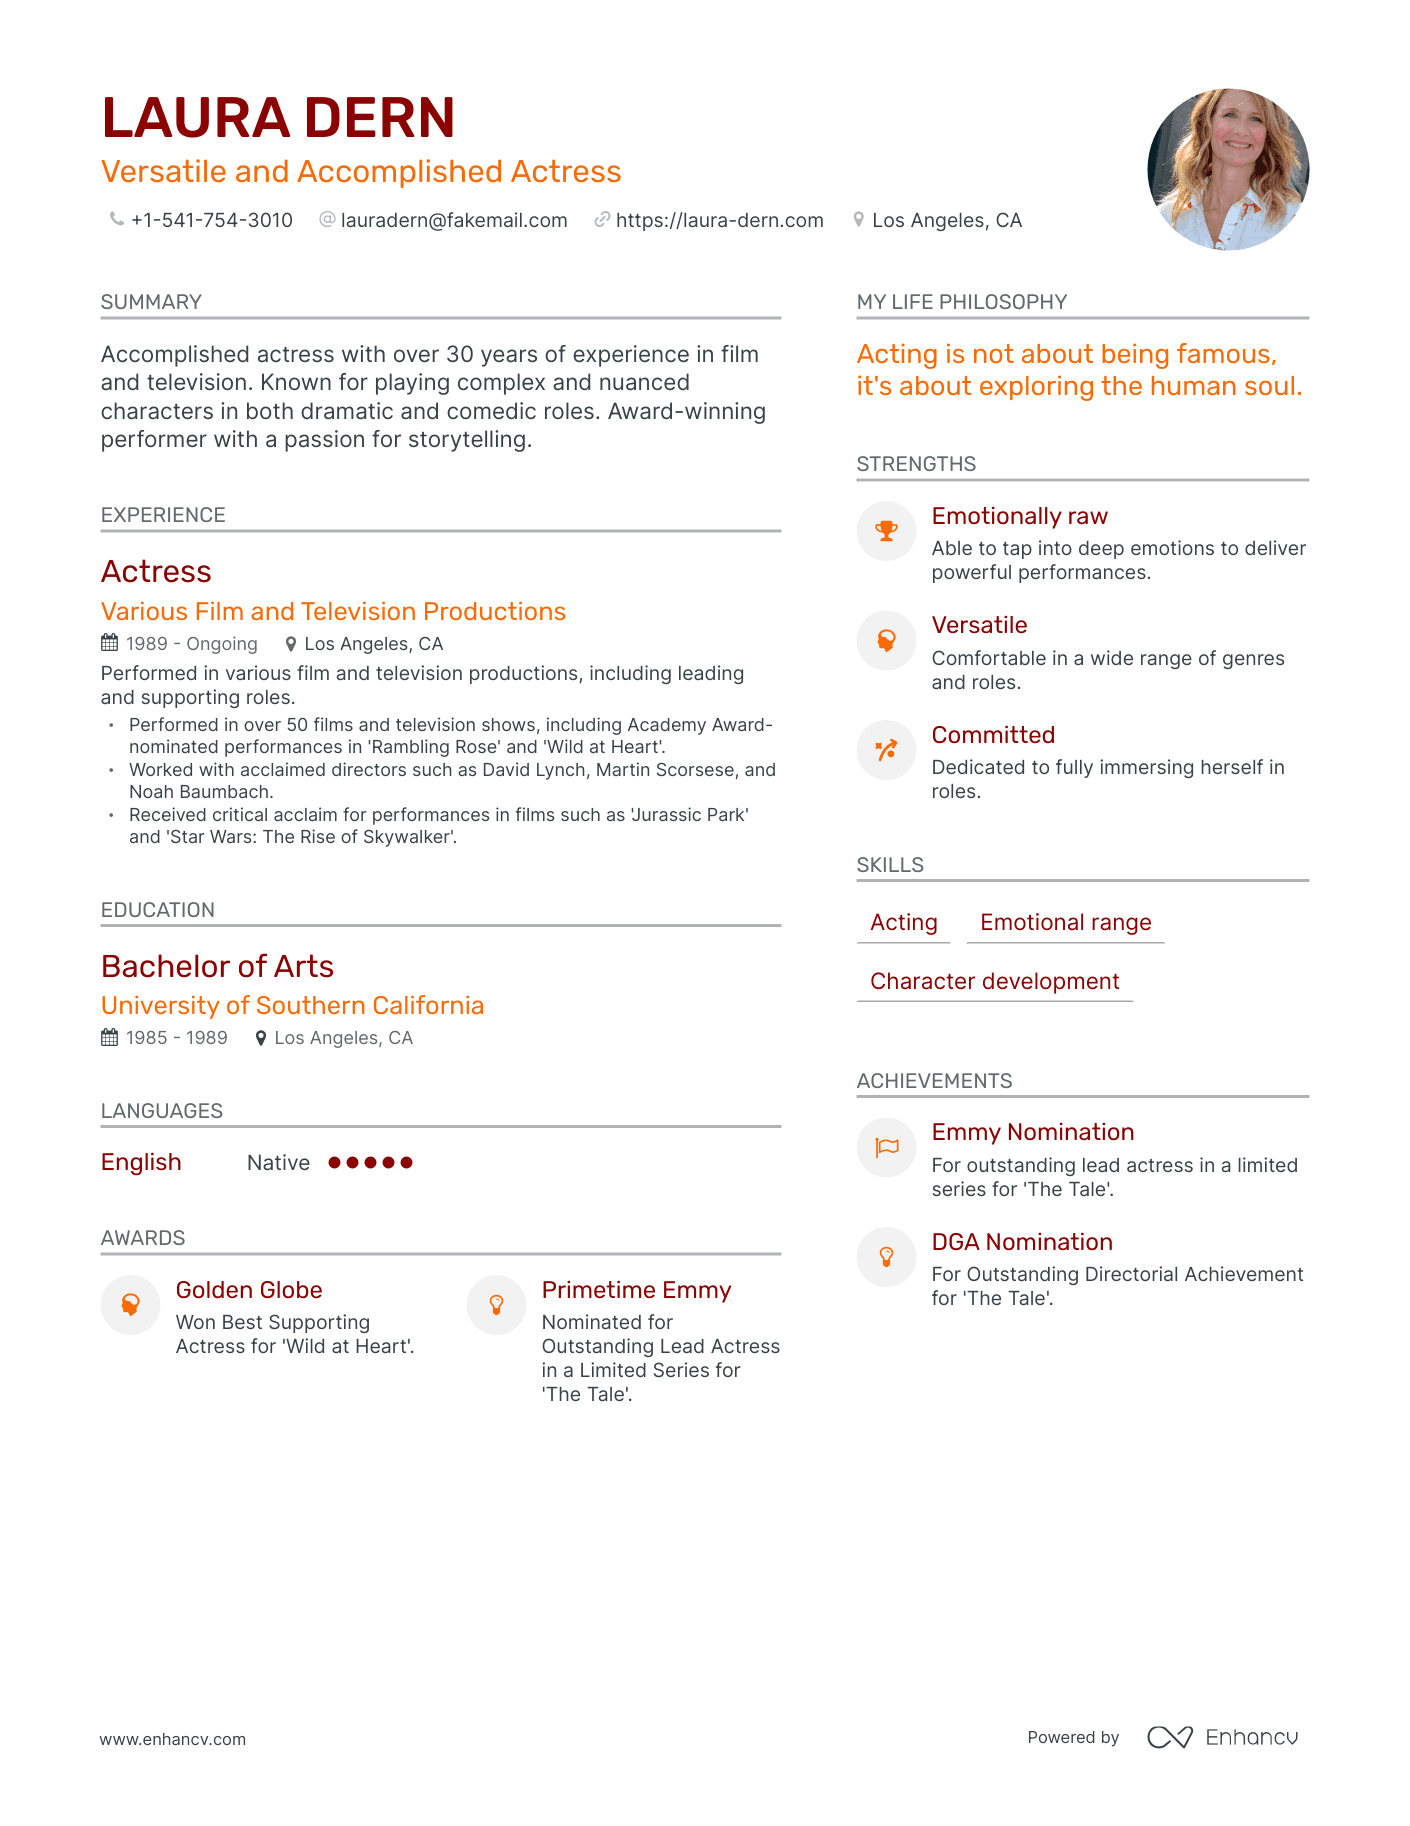 LAURA DERN
Versatile and Accomplished Actress
+1-541-754-3010 @ lauradern@fakemail.com https://laura-dern.com Los Angeles, CA
SUMMARY
Accomplished actress with over 30 years of experience in film
and television. Known for playing complex and nuanced
characters in both dramatic and comedic roles. Award-winning
performer with a passion for storytelling.
EXPERIENCE
Actress
Various Film and Television Productions
1989 - Ongoing Los Angeles, CA
Performed in various film and television productions, including leading
and supporting roles.
• Performed in over 50 films and television shows, including Academy Award-
nominated performances in 'Rambling Rose' and 'Wild at Heart'.
• Worked with acclaimed directors such as David Lynch, Martin Scorsese, and
Noah Baumbach.
• Received critical acclaim for performances in films such as 'Jurassic Park'
and 'Star Wars: The Rise of Skywalker'.
EDUCATION
Bachelor of Arts
University of Southern California
1985 - 1989 Los Angeles, CA
LANGUAGES
English Native
AWARDS
Golden Globe
Won Best Supporting
Actress for 'Wild at Heart'.
Primetime Emmy
Nominated for
Outstanding Lead Actress
in a Limited Series for
'The Tale'.
MY LIFE PHILOSOPHY
Acting is not about being famous,
it's about exploring the human soul.
STRENGTHS
Emotionally raw
Able to tap into deep emotions to deliver
powerful performances.
Versatile
Comfortable in a wide range of genres
and roles.
Committed
Dedicated to fully immersing herself in
roles.
SKILLS
Acting Emotional range
Character development
ACHIEVEMENTS
Emmy Nomination
For outstanding lead actress in a limited
series for 'The Tale'.
DGA Nomination
For Outstanding Directorial Achievement
for 'The Tale'.
www.enhancv.com
Powered by Enhancv